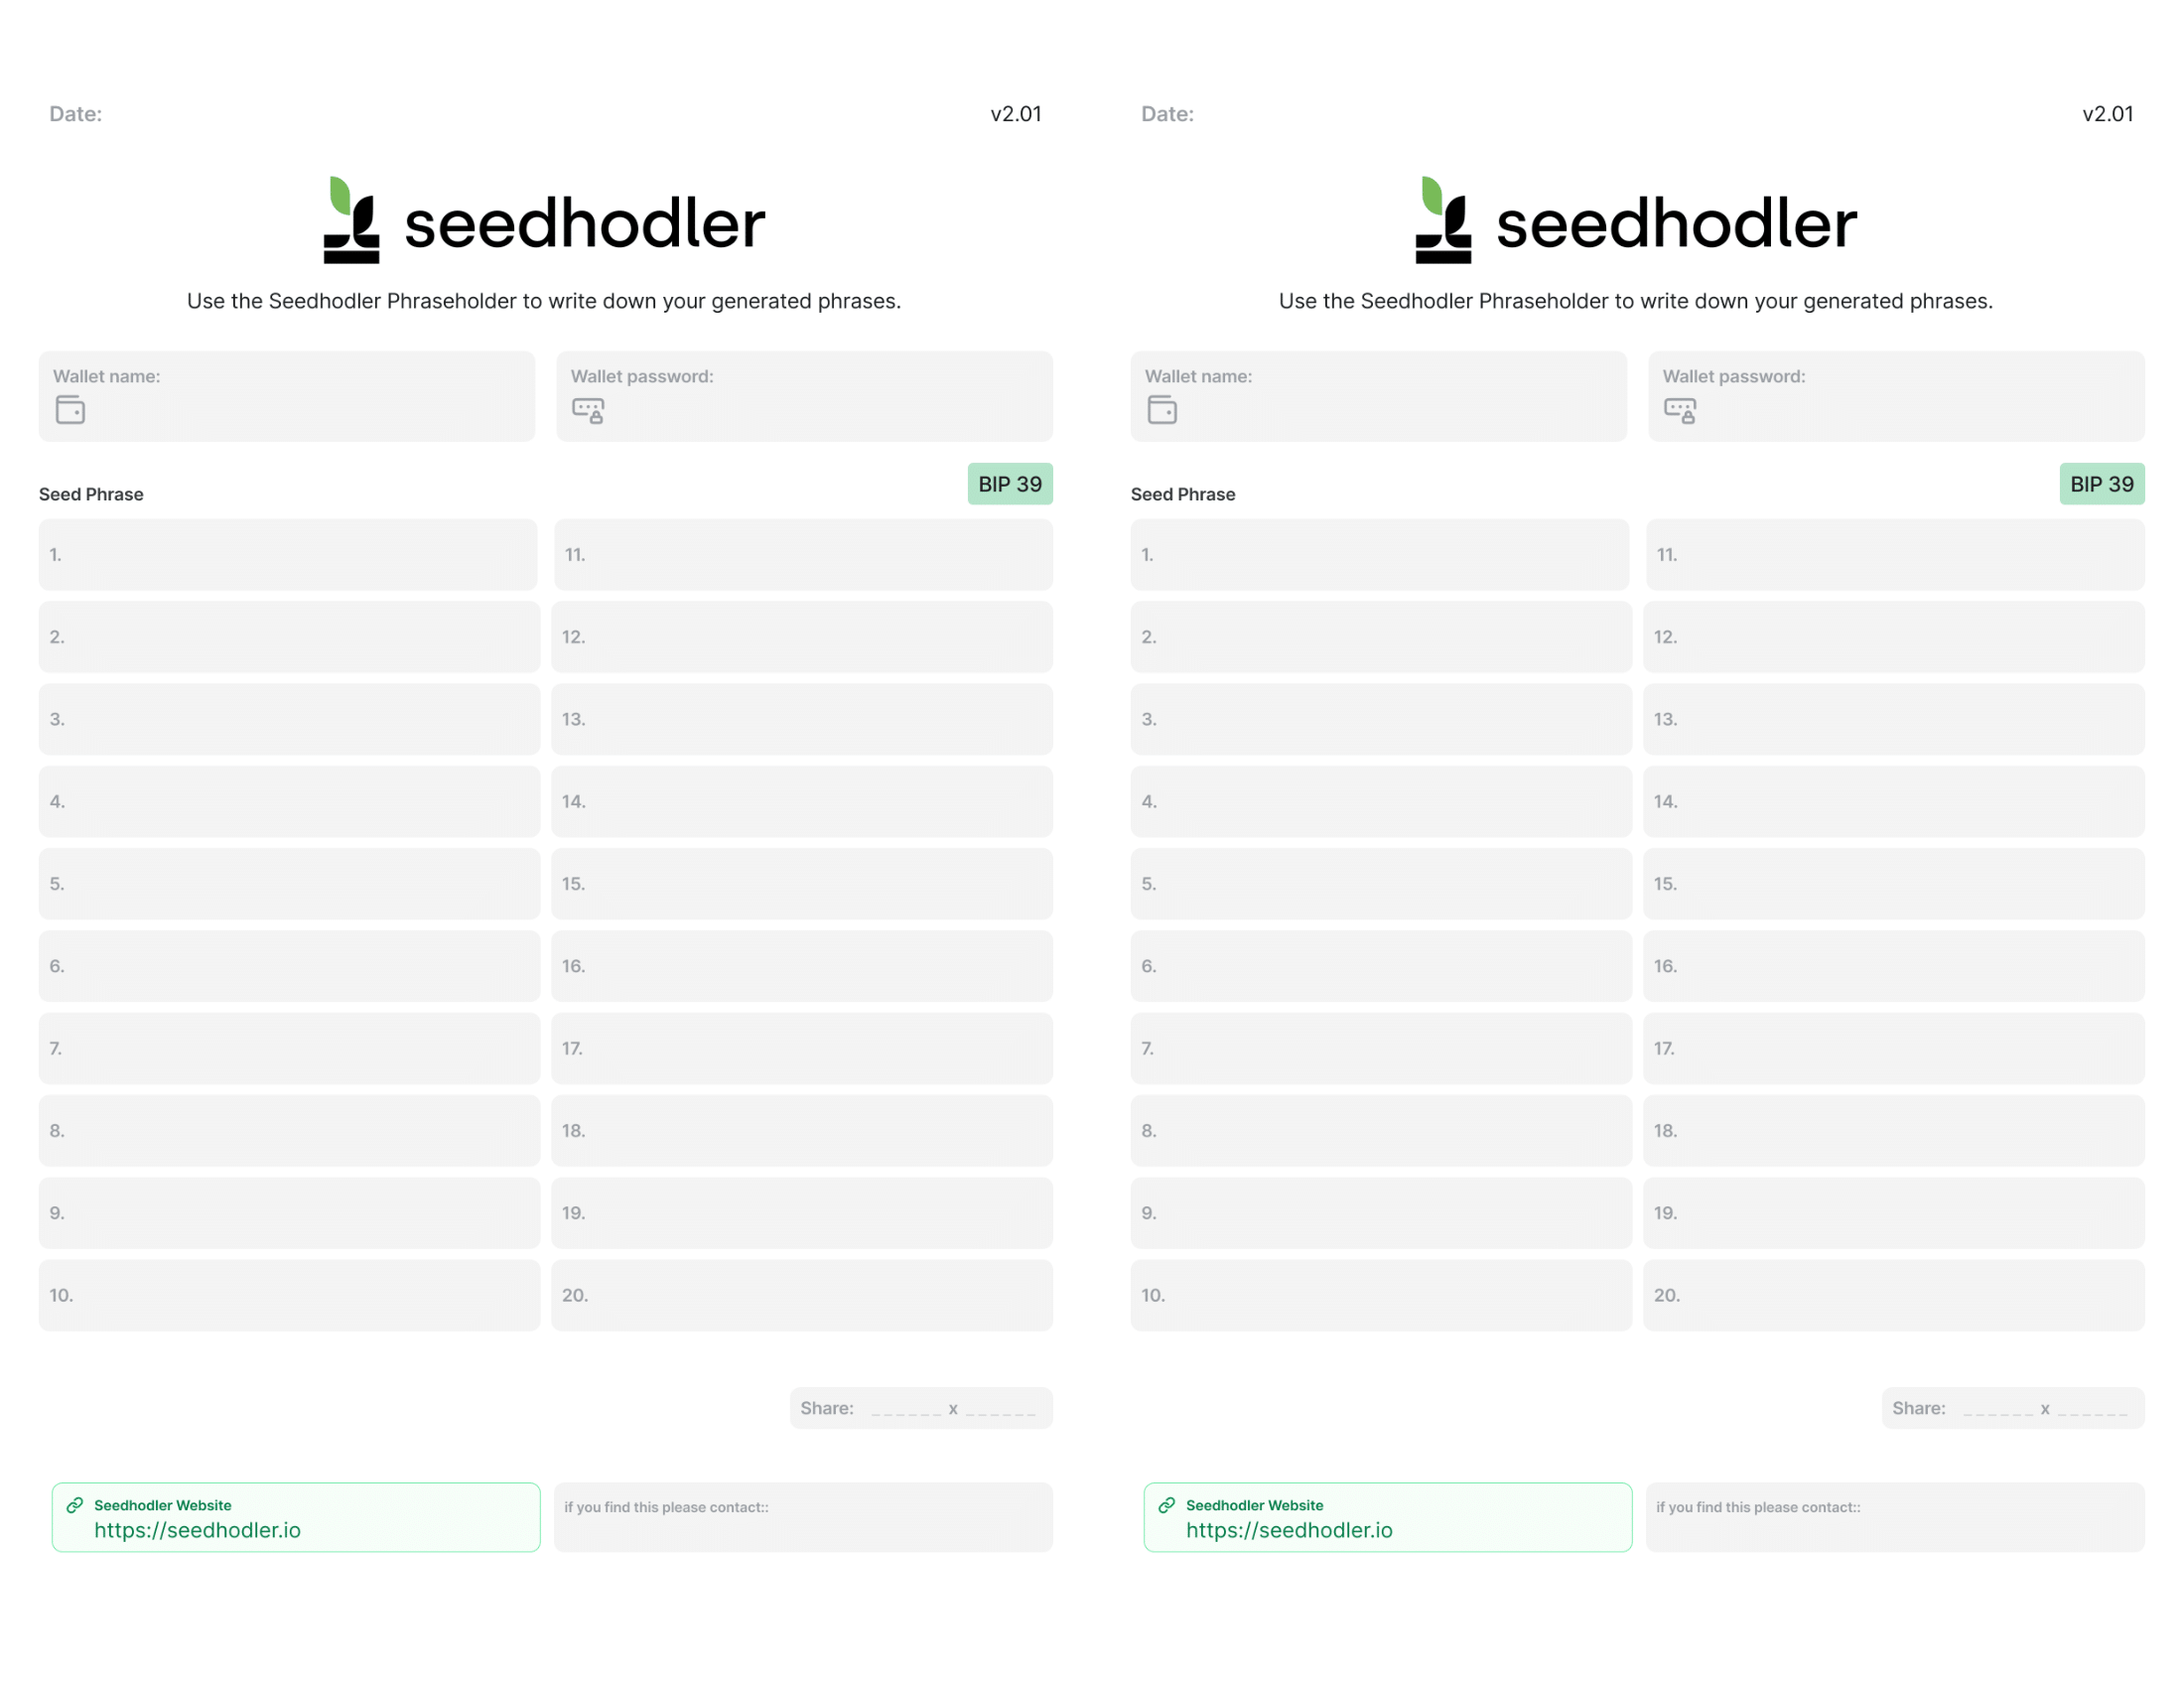 Date:
v2.01
seedhodler
Use the Seedhodler Phraseholder to write down your generated phrases.
Wallet name:
Wallet password:
Seed Phrase
BIP 39
1.
11.
2.
12.
3.
13.
4.
14.
5.
15.
6.
16.
7.
17.
8.
18.
9.
19.
10.
20.
Share: ______ x ______
Seedhodler Website
https://seedhodler.io
if you find this please contact::
Date:
v2.01
seedhodler
Use the Seedhodler Phraseholder to write down your generated phrases.
Wallet name:
Wallet password:
Seed Phrase
BIP 39
1.
11.
2.
12.
3.
13.
4.
14.
5.
15.
6.
16.
7.
17.
8.
18.
9.
19.
10.
20.
Share: ______ x ______
Seedhodler Website
https://seedhodler.io
if you find this please contact::